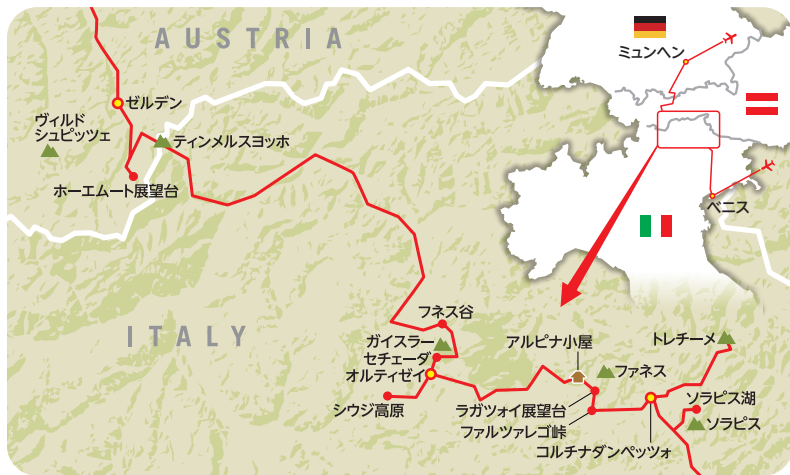 AUSTRIA
ミュンヘン
ゼルデン
ヴィルド
シュピッツェ
ティンメルスヨッホ
ホーエムート展望台
ベニス
ITALY
フネス谷
ガイスラー
セチェーダ
オルティゼイ
シウジ高原
アルピナ小屋
ファネス
トレチーメ
ラガツォイ展望台
ファルツァレゴ峠
コルチナダンペッツォ
ソラピス湖
ソラピス